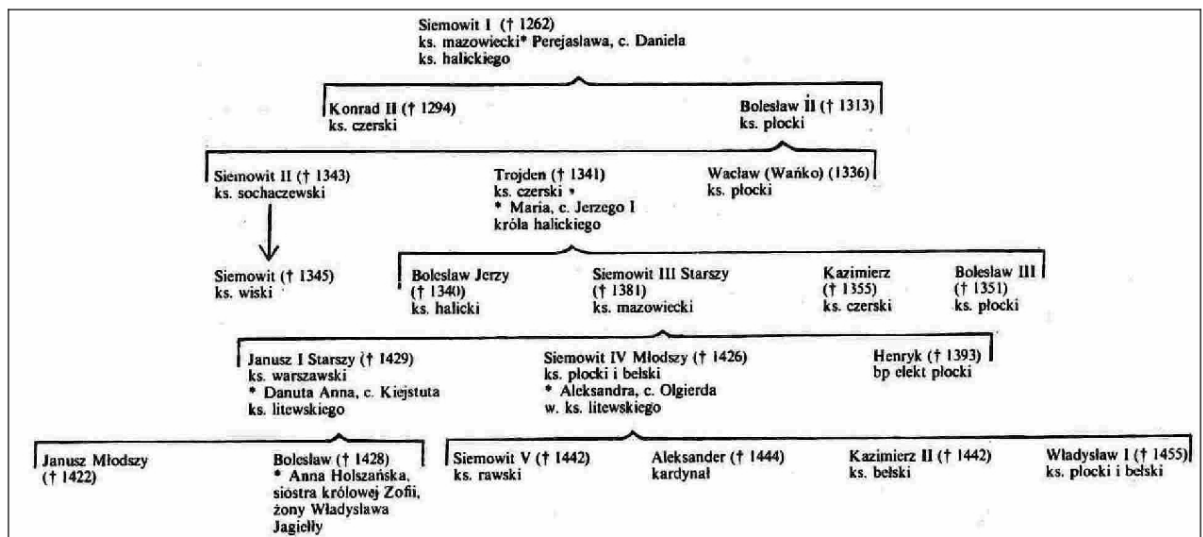 Siemowit I († 1262)
ks. mazowiecki* Perejaslawa, c. Daniela
ks. halickiego
Konrad II († 1294)
ks. czerski
Bolesław II († 1313)
ks. płocki
Siemowit II († 1343)
ks. sochaczewski
Trojden († 1341)
ks. czerski *
* Maria, c. Jerzego I
króla halickiego
Wacław (Wańko) (1336)
ks. płocki
Siemowit († 1345)
ks. wiski
Bolesław Jerzy
(† 1340)
ks. halicki
Siemowit III Starszy
(† 1381)
ks. mazowiecki
Kazimierz
(† 1355)
ks. czerski
Bolesław III
(† 1351)
ks. płocki
Janusz I Starszy († 1429)
ks. warszawski
* Danuta Anna, c. Kiejstuta
ks. litewskiego
Siemowit IV Młodszy († 1426)
ks. płocki i bełski
* Aleksandra, c. Olgierda
w. ks. litewskiego
Henryk († 1393)
bp elekt płocki
Janusz Młodszy
(† 1422)
Bolesław († 1428)
* Anna Holszańska,
siostra królowej Zofii,
żony Władysława
Jagiełły
Siemowit V († 1442)
ks. rawski
Aleksander († 1444)
kardynał
Kazimierz II († 1442)
ks. bełski
Władysław I († 1455)
ks. płocki i bełski